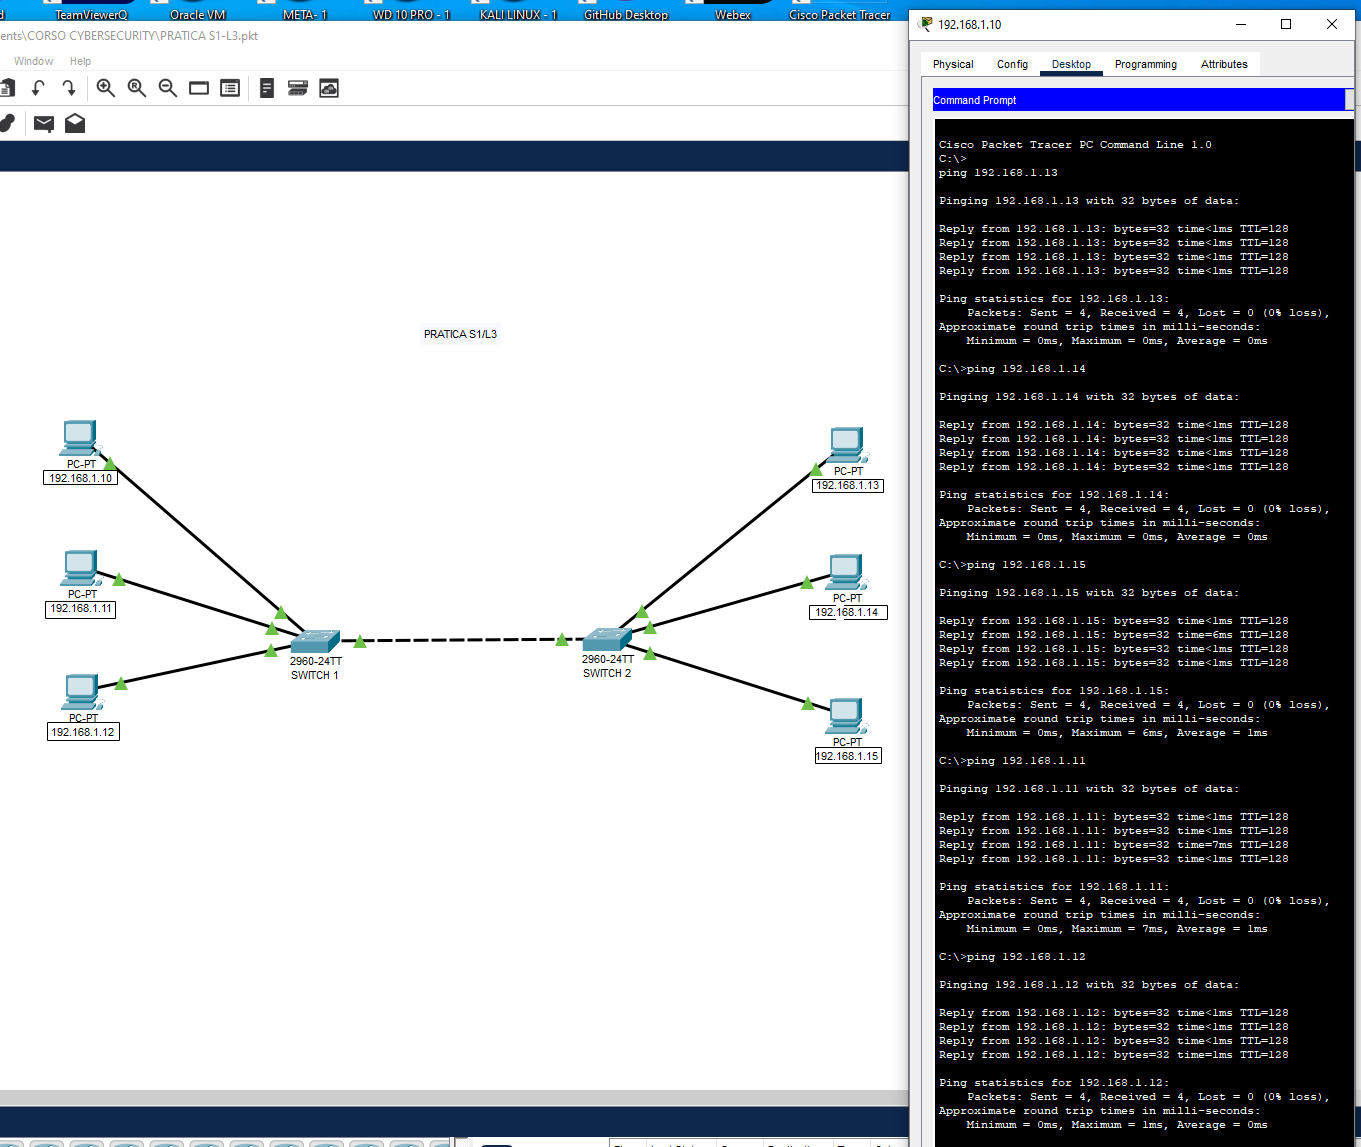 TeamViewerQ
Oracle VM
META- 1
WD 10 PRO - 1
KALI LINUX - 1
GitHub Desktop
Webex
Cisco Packet Tracer
ents\CORSO CYBERSECURITY\PRATICA S1-L3.pkt
Window Help
PRATICA S1/L3
PC-PT
192.168.1.10
PC-PT
192.168.1.11
PC-PT
192.168.1.12
2960-24TT
SWITCH 1
2960-24TT
SWITCH 2
PC-PT
192.168.1.13
PC-PT
192.168.1.14
PC-PT
192.168.1.15
192.168.1.10
Physical Config Desktop Programming Attributes
Command Prompt
Cisco Packet Tracer PC Command Line 1.0
C:\>
ping 192.168.1.13
Pinging 192.168.1.13 with 32 bytes of data:
Reply from 192.168.1.13: bytes=32 time<1ms TTL=128
Reply from 192.168.1.13: bytes=32 time<1ms TTL=128
Reply from 192.168.1.13: bytes=32 time<1ms TTL=128
Reply from 192.168.1.13: bytes=32 time<1ms TTL=128
Ping statistics for 192.168.1.13:
Packets: Sent = 4, Received = 4, Lost = 0 (0% loss),
Approximate round trip times in milli-seconds:
Minimum = 0ms, Maximum = 0ms, Average = 0ms
C:\>ping 192.168.1.14
Pinging 192.168.1.14 with 32 bytes of data:
Reply from 192.168.1.14: bytes=32 time<1ms TTL=128
Reply from 192.168.1.14: bytes=32 time<1ms TTL=128
Reply from 192.168.1.14: bytes=32 time<1ms TTL=128
Reply from 192.168.1.14: bytes=32 time<1ms TTL=128
Ping statistics for 192.168.1.14:
Packets: Sent = 4, Received = 4, Lost = 0 (0% loss),
Approximate round trip times in milli-seconds:
Minimum = 0ms, Maximum = 0ms, Average = 0ms
C:\>ping 192.168.1.15
Pinging 192.168.1.15 with 32 bytes of data:
Reply from 192.168.1.15: bytes=32 time<1ms TTL=128
Reply from 192.168.1.15: bytes=32 time=6ms TTL=128
Reply from 192.168.1.15: bytes=32 time<1ms TTL=128
Reply from 192.168.1.15: bytes=32 time<1ms TTL=128
Ping statistics for 192.168.1.15:
Packets: Sent = 4, Received = 4, Lost = 0 (0% loss),
Approximate round trip times in milli-seconds:
Minimum = 0ms, Maximum = 6ms, Average = 1ms
C:\>ping 192.168.1.11
Pinging 192.168.1.11 with 32 bytes of data:
Reply from 192.168.1.11: bytes=32 time<1ms TTL=128
Reply from 192.168.1.11: bytes=32 time<1ms TTL=128
Reply from 192.168.1.11: bytes=32 time=7ms TTL=128
Reply from 192.168.1.11: bytes=32 time<1ms TTL=128
Ping statistics for 192.168.1.11:
Packets: Sent = 4, Received = 4, Lost = 0 (0% loss),
Approximate round trip times in milli-seconds:
Minimum = 0ms, Maximum = 7ms, Average = 1ms
C:\>ping 192.168.1.12
Pinging 192.168.1.12 with 32 bytes of data:
Reply from 192.168.1.12: bytes=32 time<1ms TTL=128
Reply from 192.168.1.12: bytes=32 time<1ms TTL=128
Reply from 192.168.1.12: bytes=32 time<1ms TTL=128
Reply from 192.168.1.12: bytes=32 time=1ms TTL=128
Ping statistics for 192.168.1.12:
Packets: Sent = 4, Received = 4, Lost = 0 (0% loss),
Approximate round trip times in milli-seconds:
Minimum = 0ms, Maximum = 1ms, Average = 0ms